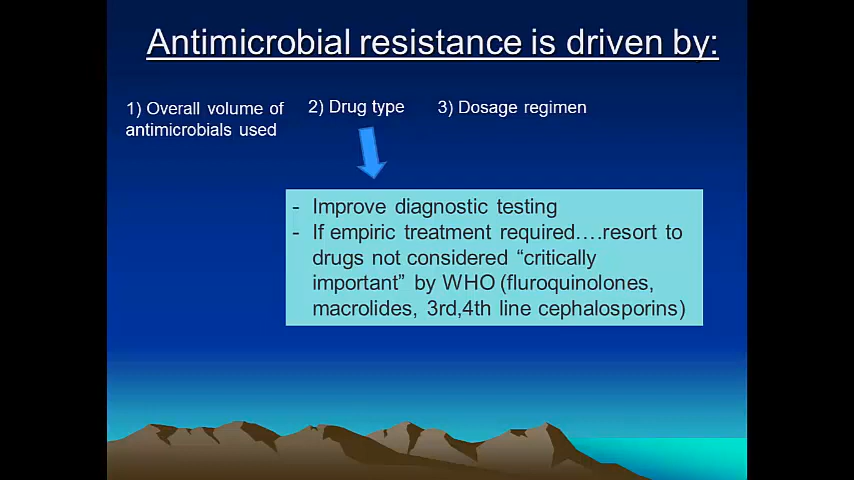 Antimicrobial resistance is driven by:
1) Overall volume of
antimicrobials used
2) Drug type
3) Dosage regimen
- Improve diagnostic testing
- If empiric treatment required….resort to
drugs not considered “critically
important” by WHO (fluroquinolones,
macrolides, 3rd,4th line cephalosporins)